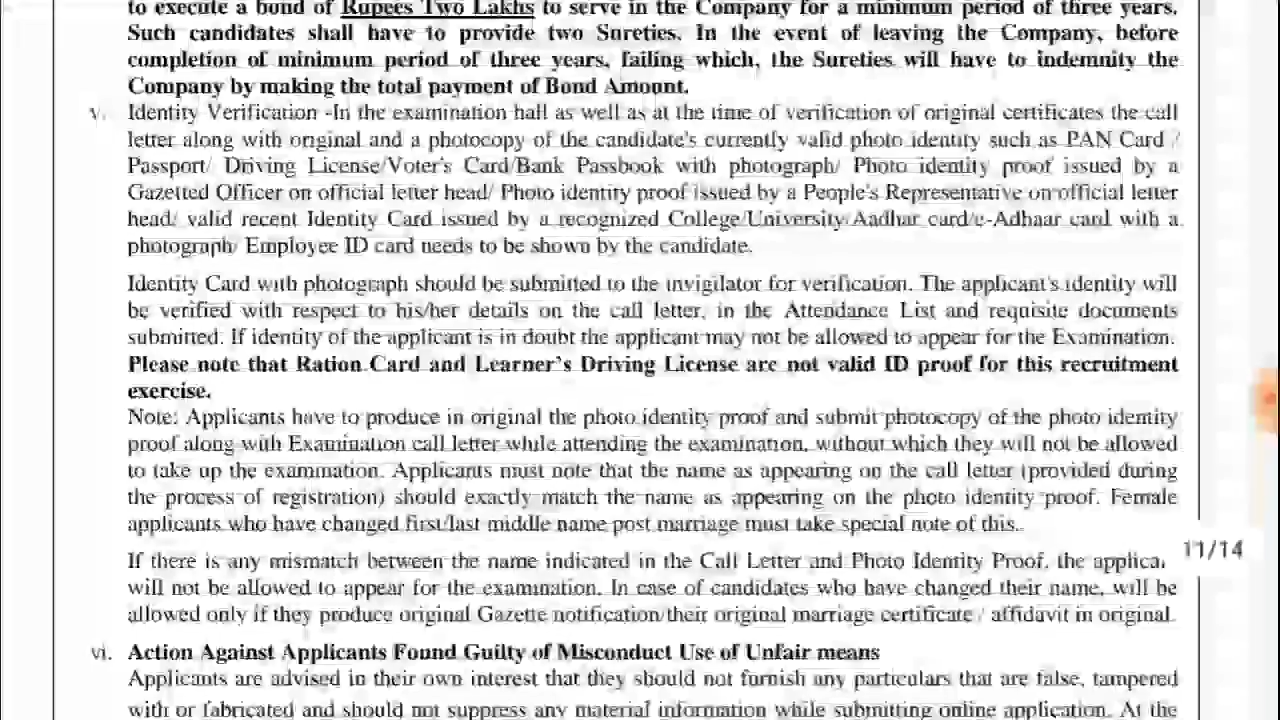 to execute a bond of Rupees Two Lakhs to serve in the Company for a minimum period of three years.
Such candidates shall have to provide two Sureties. In the event of leaving the Company, before
completion of minimum period of three years, failing which, the Sureties will have to indemnity the
Company by making the total payment of Bond Amount.
v. Identity Verification -In the examination hall as well as at the time of verification of original certificates the call
letter along with original and a photocopy of the candidate's currently valid photo identity such as PAN Card /
Passport/ Driving License/Voter's Card/Bank Passbook with photograph/ Photo identity proof issued by a
Gazetted Officer on official letter head/ Photo identity proof issued by a People's Representative on official letter
head/ valid recent Identity Card issued by a recognized College/University/Aadhar card/e-Adhaar card with a
photograph/ Employee ID card needs to be shown by the candidate.
Identity Card with photograph should be submitted to the invigilator for verification. The applicant's identity will
be verified with respect to his/her details on the call letter, in the Attendance List and requisite documents
submitted. If identity of the applicant is in doubt the applicant may not be allowed to appear for the Examination.
Please note that Ration Card and Learner's Driving License are not valid ID proof for this recruitment
exercise.
Note: Applicants have to produce in original the photo identity proof and submit photocopy of the photo identity
proof along with Examination call letter while attending the examination, without which they will not be allowed
to take up the examination. Applicants must note that the name as appearing on the call letter (provided during
the process of registration) should exactly match the name as appearing on the photo identity proof. Female
applicants who have changed first/last middle name post marriage must take special note of this.
11/14
If there is any mismatch between the name indicated in the Call Letter and Photo Identity Proof, the applica
will not be allowed to appear for the examination. In case of candidates who have changed their name, will be
allowed only if they produce original Gazette notification/their original marriage certificate / affidavit in original.
vi. Action Against Applicants Found Guilty of Misconduct Use of Unfair means
Applicants are advised in their own interest that they should not furnish any particulars that are false, tampered
with or fabricated and should not suppress any material information while submitting online application. At the